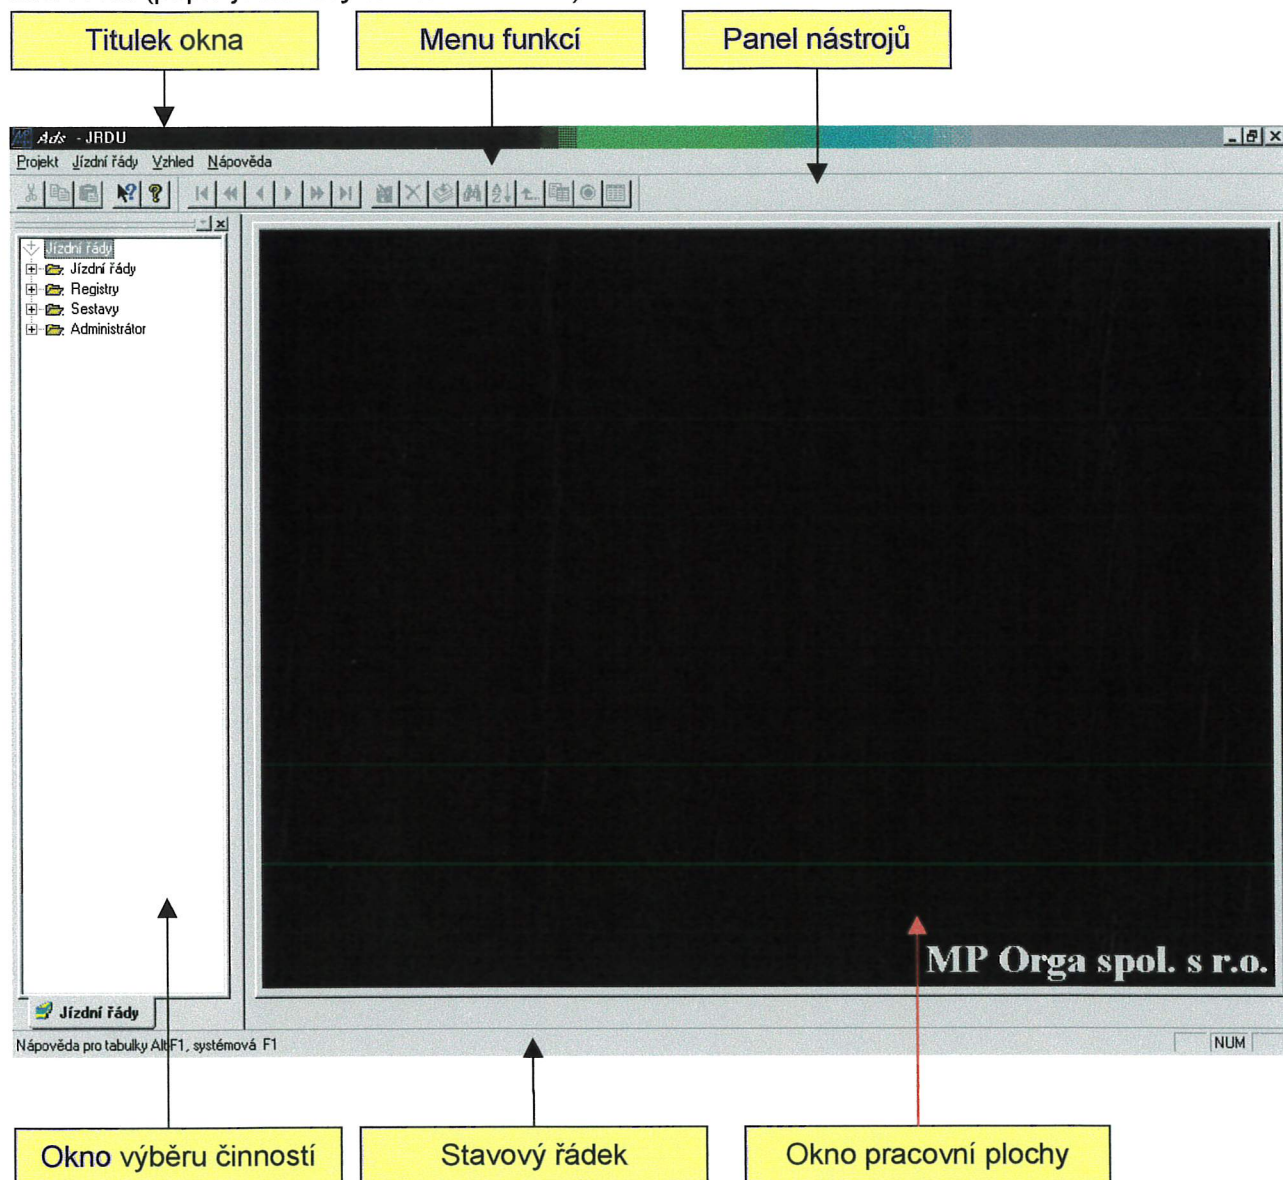 Titulek okna
Menu funkcí
Panel nástrojů
Ads - JRDU
Projekt Jízdní řády Vzhled Nápověda
Jízdní řády
Jízdní řády
Registry
Sestavy
Administrátor
MP Orga spol. s r.o.
Jízdní řády
Nápověda pro tabulky Alt F1, systémová F1
NUM
Okno výběru činností
Stavový řádek
Okno pracovní plochy